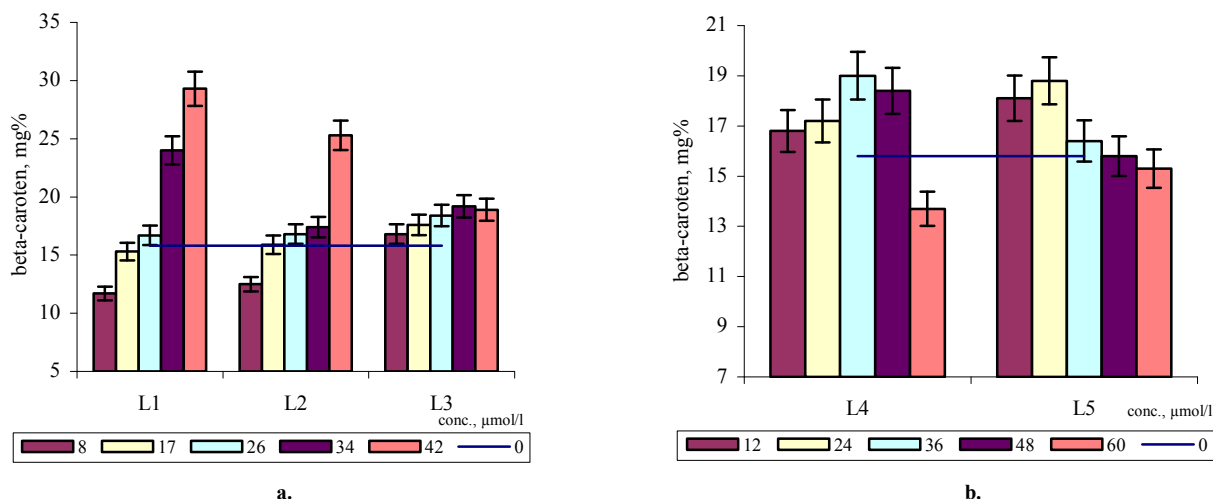 35
30
25
20
15
10
5
beta-caroten, mg%
L1 L2 L3
conc., µmol/l
8 17 26 34 42 0
a.
21
19
17
15
13
11
9
7
beta-caroten, mg%
L4 L5
conc., µmol/l
12 24 36 48 60 0
b.